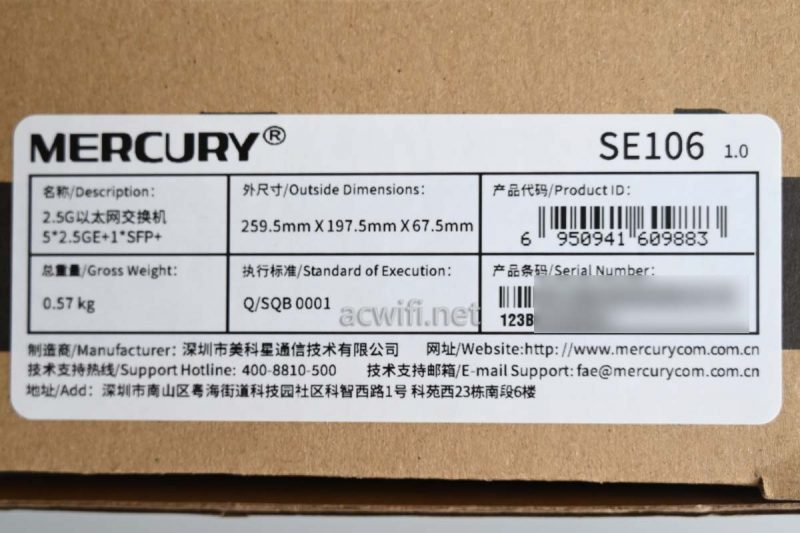 MERCURY®
SE106 1.0
名称/Description:
2.5G以太网交换机
5*2.5GE+1*SFP+
外尺寸/Outside Dimensions:
259.5mm X 197.5mm X 67.5mm
产品代码/Product ID:
6 950941 609883
总重量/Gross Weight:
0.57 kg
执行标准/Standard of Execution:
Q/SQB 0001
产品条码/Serial Number:
123B
acwifi.net
制造商/Manufacturer: 深圳市美科星通信技术有限公司 网址/Website:http: //www.mercurycom.com.cn
技术支持热线/Support Hotline: 400-8810-500 技术支持邮箱/E-mail Support: fae@mercurycom.com.cn
地址/Add: 深圳市南山区粤海街道科技园社区科智西路1号 科苑西23栋南段6楼